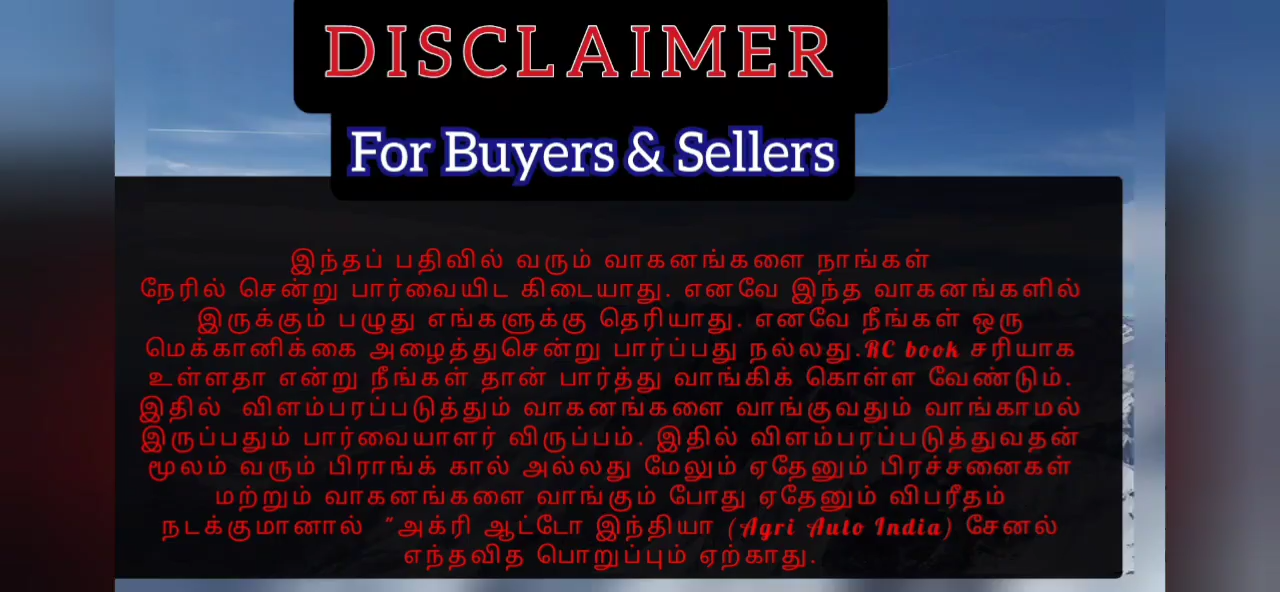 DISCLAIMER
For Buyers & Sellers
இந்தப் பதிவில் வரும் வாகனங்களை நாங்கள்
நேரில் சென்று பார்வையிட கிடையாது. எனவே இந்த வாகனங்களில்
இருக்கும் பழுது எங்களுக்கு தெரியாது. எனவே நீங்கள் ஒரு
மெக்கானிக்கை அழைத்துசென்று பார்ப்பது நல்லது.RC book சரியாக
உள்ளதா என்று நீங்கள் தான் பார்த்து வாங்கிக் கொள்ள வேண்டும்.
இதில் விளம்பரப்படுத்தும் வாகனங்களை வாங்குவதும் வாங்காமல்
இருப்பதும் பார்வையாளர் விருப்பம். இதில் விளம்பரப்படுத்துவதன்
மூலம் வரும் பிராங்க் கால் அல்லது மேலும் ஏதேனும் பிரச்சனைகள்
மற்றும் வாகனங்களை வாங்கும் போது ஏதேனும் விபரீதம்
நடக்குமானால் "அக்ரி ஆட்டோ இந்தியா (Agri Auto India) சேனல்
எந்தவித பொறுப்பும் ஏற்காது.